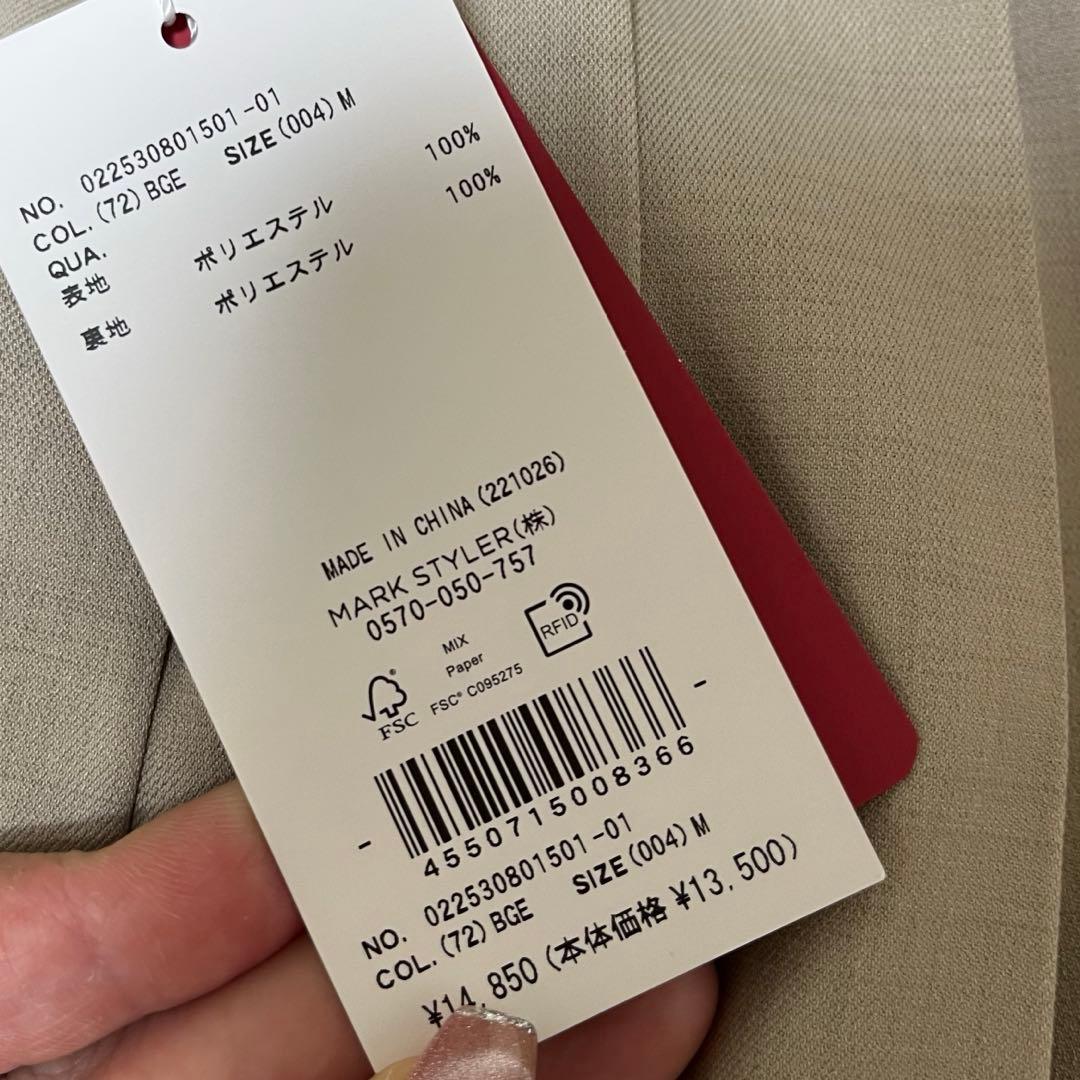 NO. 022530801501-01
COL. (72) BGE SIZE (004) M
QUA.
表地 ポリエステル 100%
裏地 ポリエステル 100%
MADE IN CHINA (221026)
MARK STYLER(株)
0570-050-757
RFID
MIX
Paper
FSC® C095275
FSC®
4550715008366
NO. 022530801501-01
COL. (72) BGE SIZE (004) M
¥14,850 (本体価格 ¥13,500)